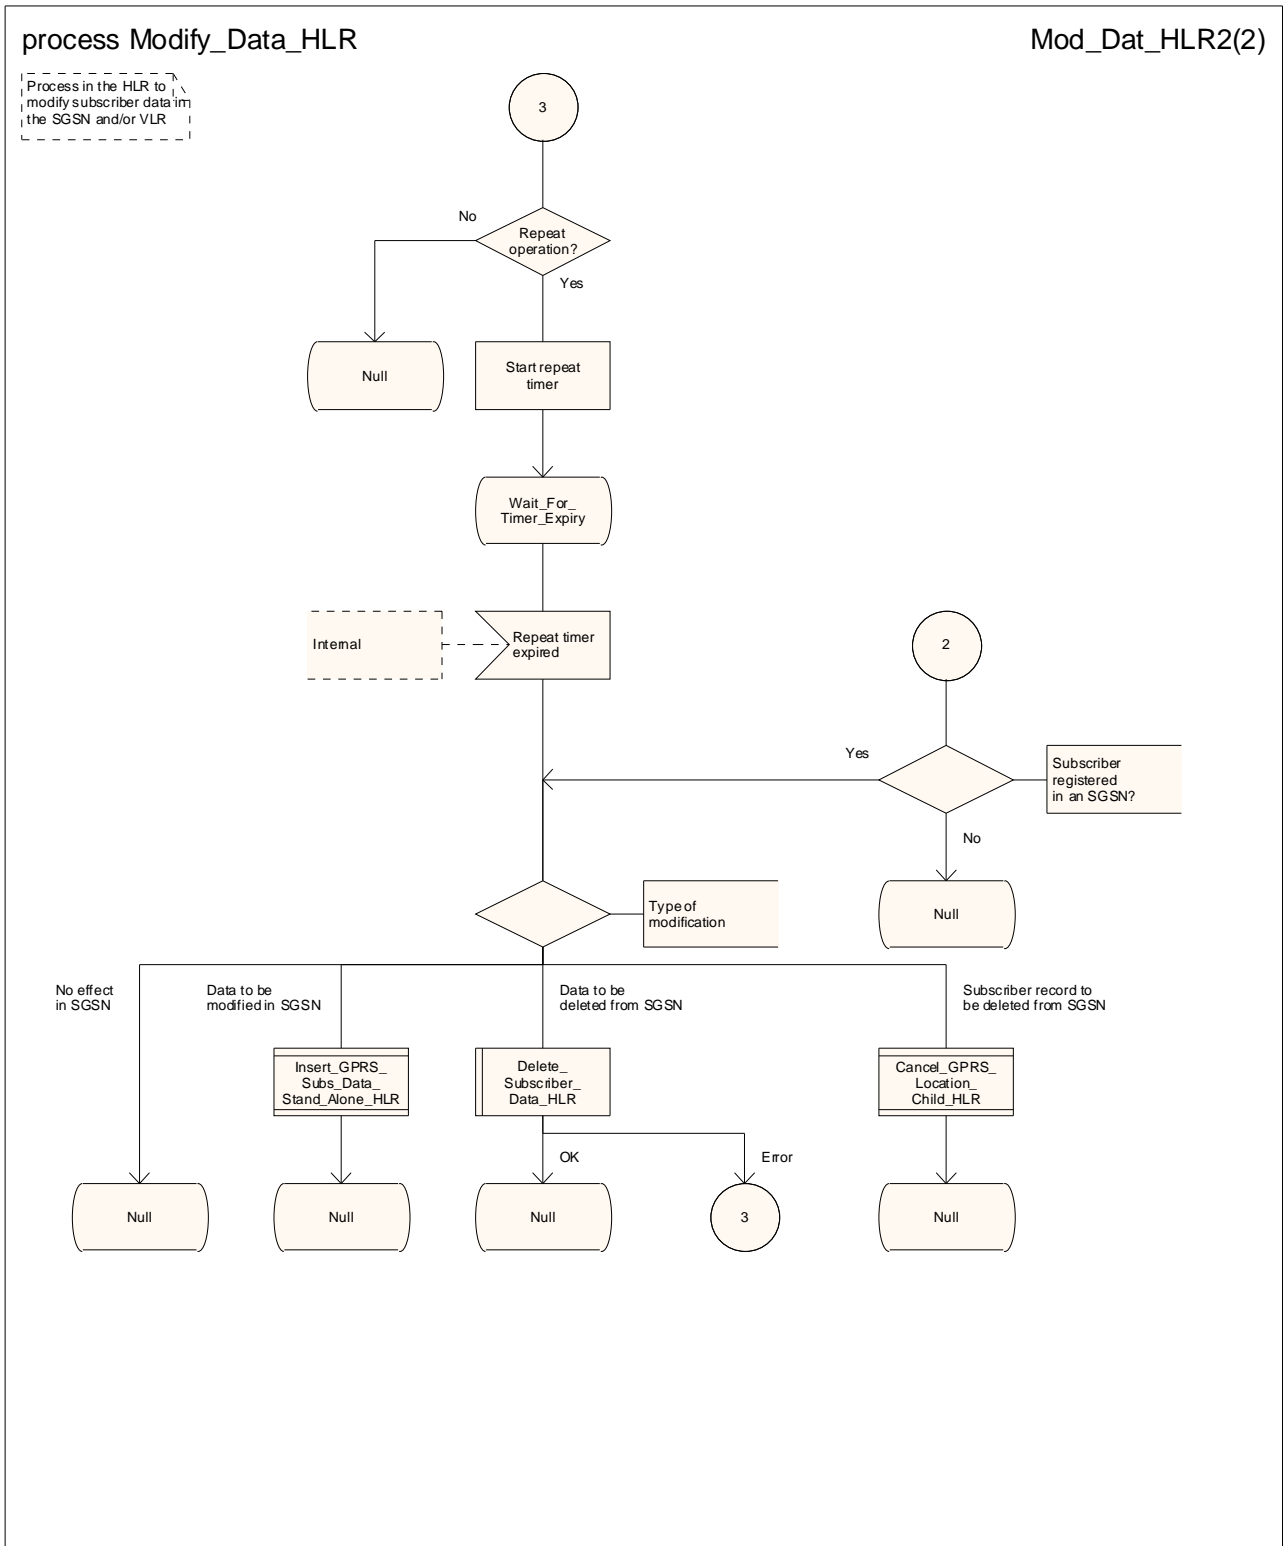 process Modify_Data_HLR
Mod_Dat_HLR2(2)
Process in the HLR to
modify subscriber data in
the SGSN and/or VLR
3
No
Repeat
operation?
Yes
Null
Start repeat
timer
Wait_For_
Timer_Expiry
Internal
Repeat timer
expired
2
Yes
Subscriber
registered
in an SGSN?
No
Type of
modification
Null
No effect
in SGSN
Data to be
modified in SGSN
Data to be
deleted from SGSN
Subscriber record to
be deleted from SGSN
Insert_GPRS_
Subs_Data_
Stand_Alone_HLR
Delete_
Subscriber_
Data_HLR
Cancel_GPRS_
Location_
Child_HLR
OK
Error
Null
Null
Null
3
Null